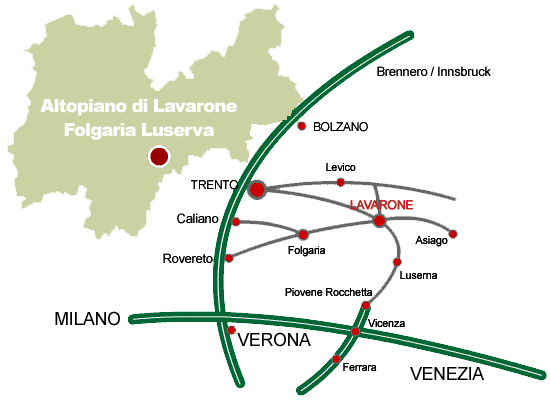 Brennero / Innsbruck
Altopiano di Lavarone
Folgaria Luserva
BOLZANO
Levico
TRENTO
LAVARONE
Caliano
Asiago
Folgaria
Rovereto
Luserna
Piovene Rocchetta
MILANO
Vicenza
VERONA
Ferrara
VENEZIA